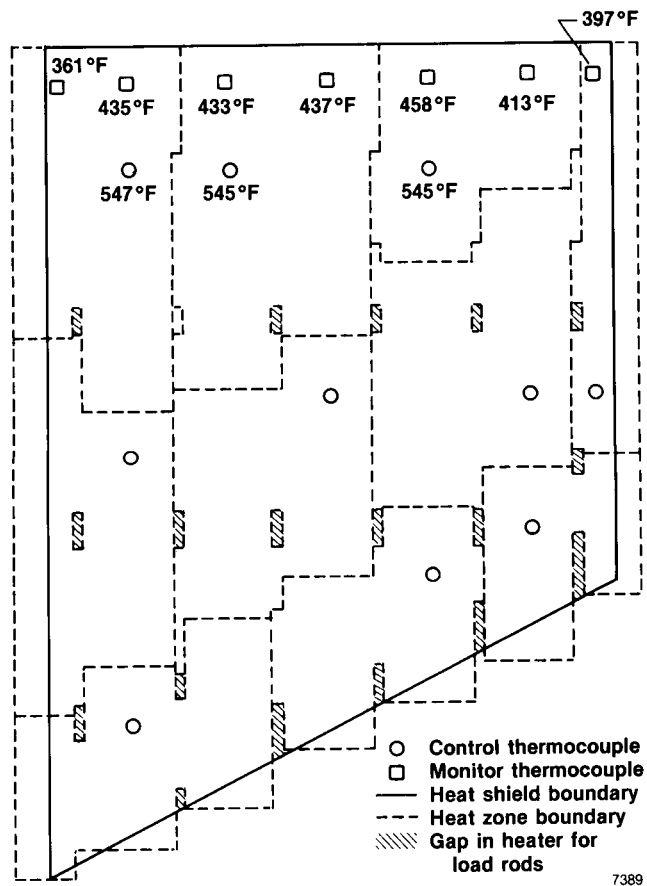 397°F
361°F
435°F
433°F
437°F
458°F
413°F
547°F
545°F
545°F
Control thermocouple
Monitor thermocouple
Heat shield boundary
Heat zone boundary
Gap in heater for
load rods
7389